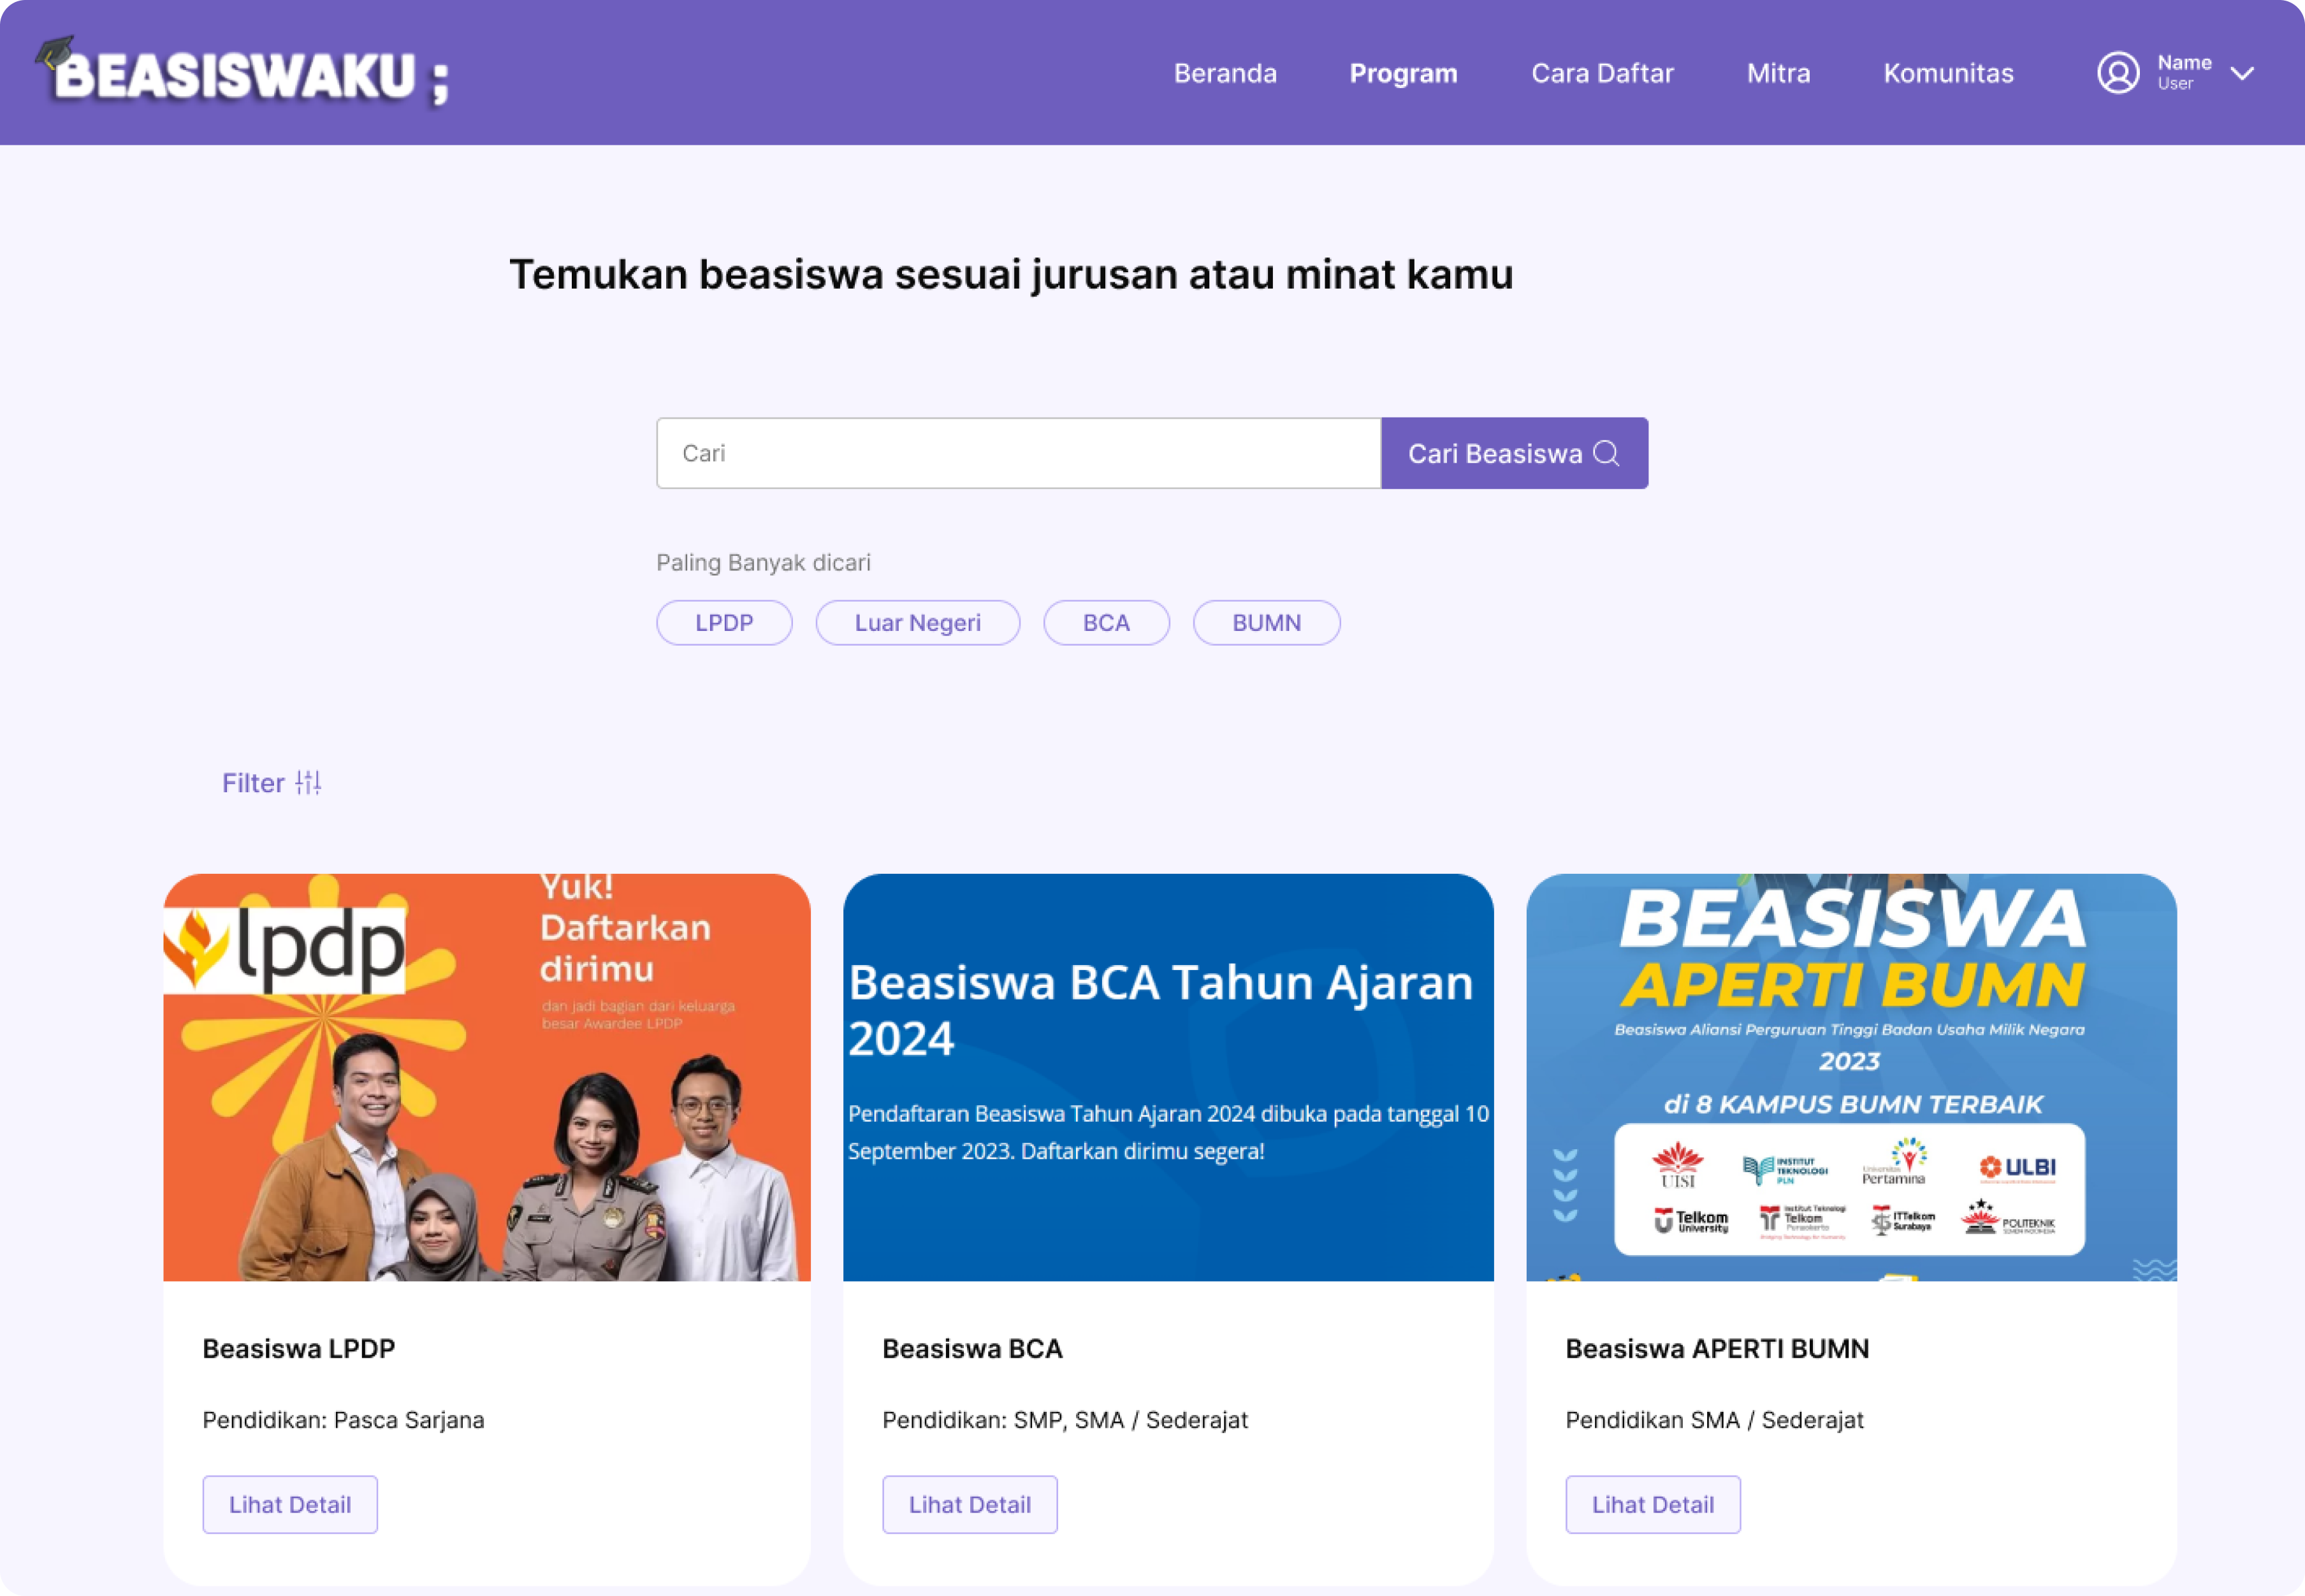 BEASISWAKU ;
Beranda
Program
Cara Daftar
Mitra
Komunitas
Name
User
Temukan beasiswa sesuai jurusan atau minat kamu
Cari
Cari Beasiswa
Paling Banyak dicari
LPDP
Luar Negeri
BCA
BUMN
Filter
lpdp
Yuk!
Daftarkan
dirimu
dan jadi bagian dari keluarga
besar Awardee LPDP
Beasiswa LPDP
Pendidikan: Pasca Sarjana
Lihat Detail
Beasiswa BCA Tahun Ajaran
2024
Pendaftaran Beasiswa Tahun Ajaran 2024 dibuka pada tanggal 10
September 2023. Daftarkan dirimu segera!
Beasiswa BCA
Pendidikan: SMP, SMA / Sederajat
Lihat Detail
BEASISWA
APERTI BUMN
Beasiswa Aliansi Perguruan Tinggi Badan Usaha Milik Negara
2023
di 8 KAMPUS BUMN TERBAIK
UISI
INSTITUT
TEKNOLOGI
PLN
Universitas
Pertamina
ULBI
Telkom
University
Institut Teknologi
Telkom
Purwokerto
ITTelkom
Surabaya
POLITEKNIK
SEMEN INDONESIA
Beasiswa APERTI BUMN
Pendidikan SMA / Sederajat
Lihat Detail